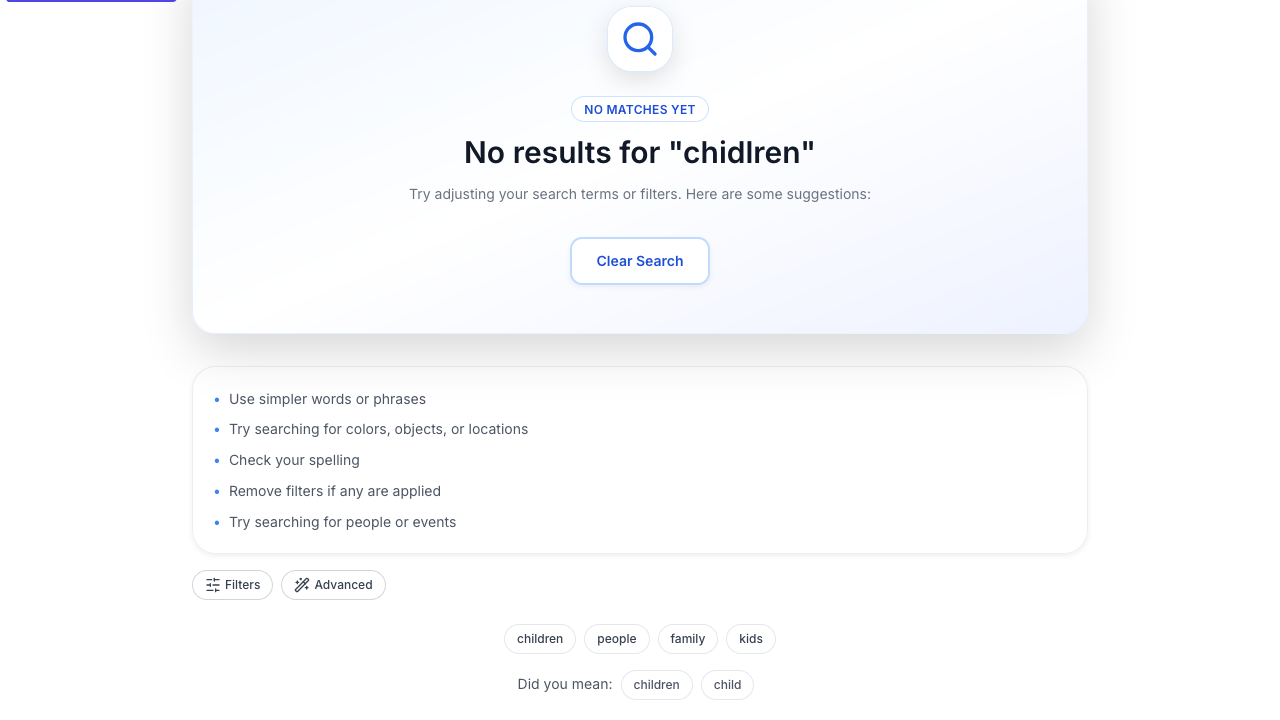 NO MATCHES YET
No results for "chidlren"
Try adjusting your search terms or filters. Here are some suggestions:
Clear Search
• Use simpler words or phrases
• Try searching for colors, objects, or locations
• Check your spelling
• Remove filters if any are applied
• Try searching for people or events
Filters Advanced
children people family kids
Did you mean: children child